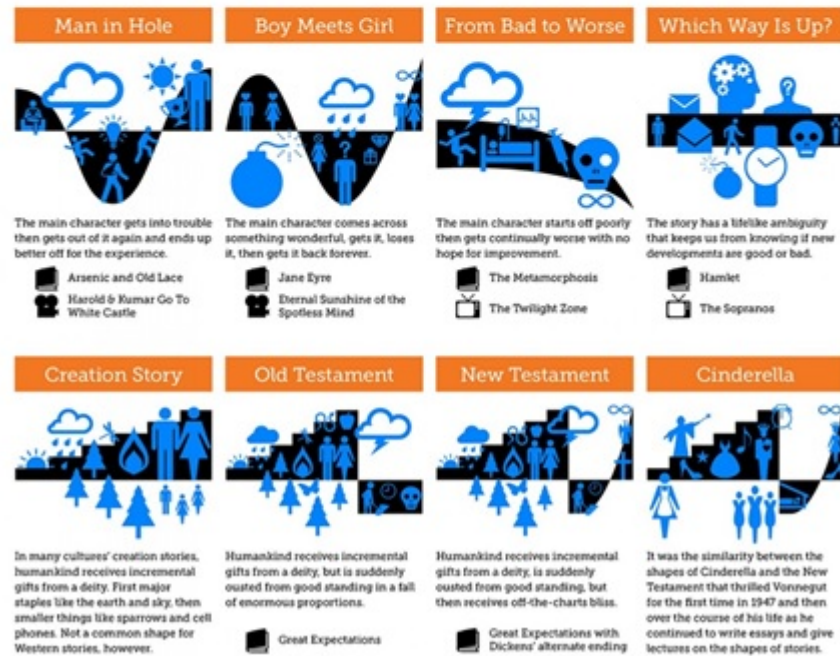 Man in Hole
The main character gets into trouble
then gets out of it again and ends up
better off for the experience.
Arsenic and Old Lace
Harold & Kumar Go To
White Castle
Boy Meets Girl
?
The main character comes across
something wonderful, gets it, loses
it, then gets it back forever.
Jane Eyre
Eternal Sunshine of the
Spotless Mind
From Bad to Worse
The main character starts off poorly
then gets continually worse with no
hope for improvement.
The Metamorphosis
The Twilight Zone
Which Way Is Up?
?
The story has a lifelike ambiguity
that keeps us from knowing if new
developments are good or bad.
Hamlet
The Sopranos
Creation Story
In many cultures' creation stories,
humankind receives incremental
gifts from a deity. First major
staples like the earth and sky, then
smaller things like sparrows and cell
phones. Not a common shape for
Western stories, however.
Old Testament
Humankind receives incremental
gifts from a deity, but is suddenly
ousted from good standing in a fall
of enormous proportions.
Great Expectations
New Testament
Humankind receives incremental
gifts from a deity, is suddenly
ousted from good standing, but
then receives off-the-charts bliss.
Great Expectations with
Dickens' alternate ending
Cinderella
It was the similarity between the
shapes of Cinderella and the New
Testament that thrilled Vonnegut
for the first time in 1947 and then
over the course of his life as he
continued to write essays and give
lectures on the shapes of stories.